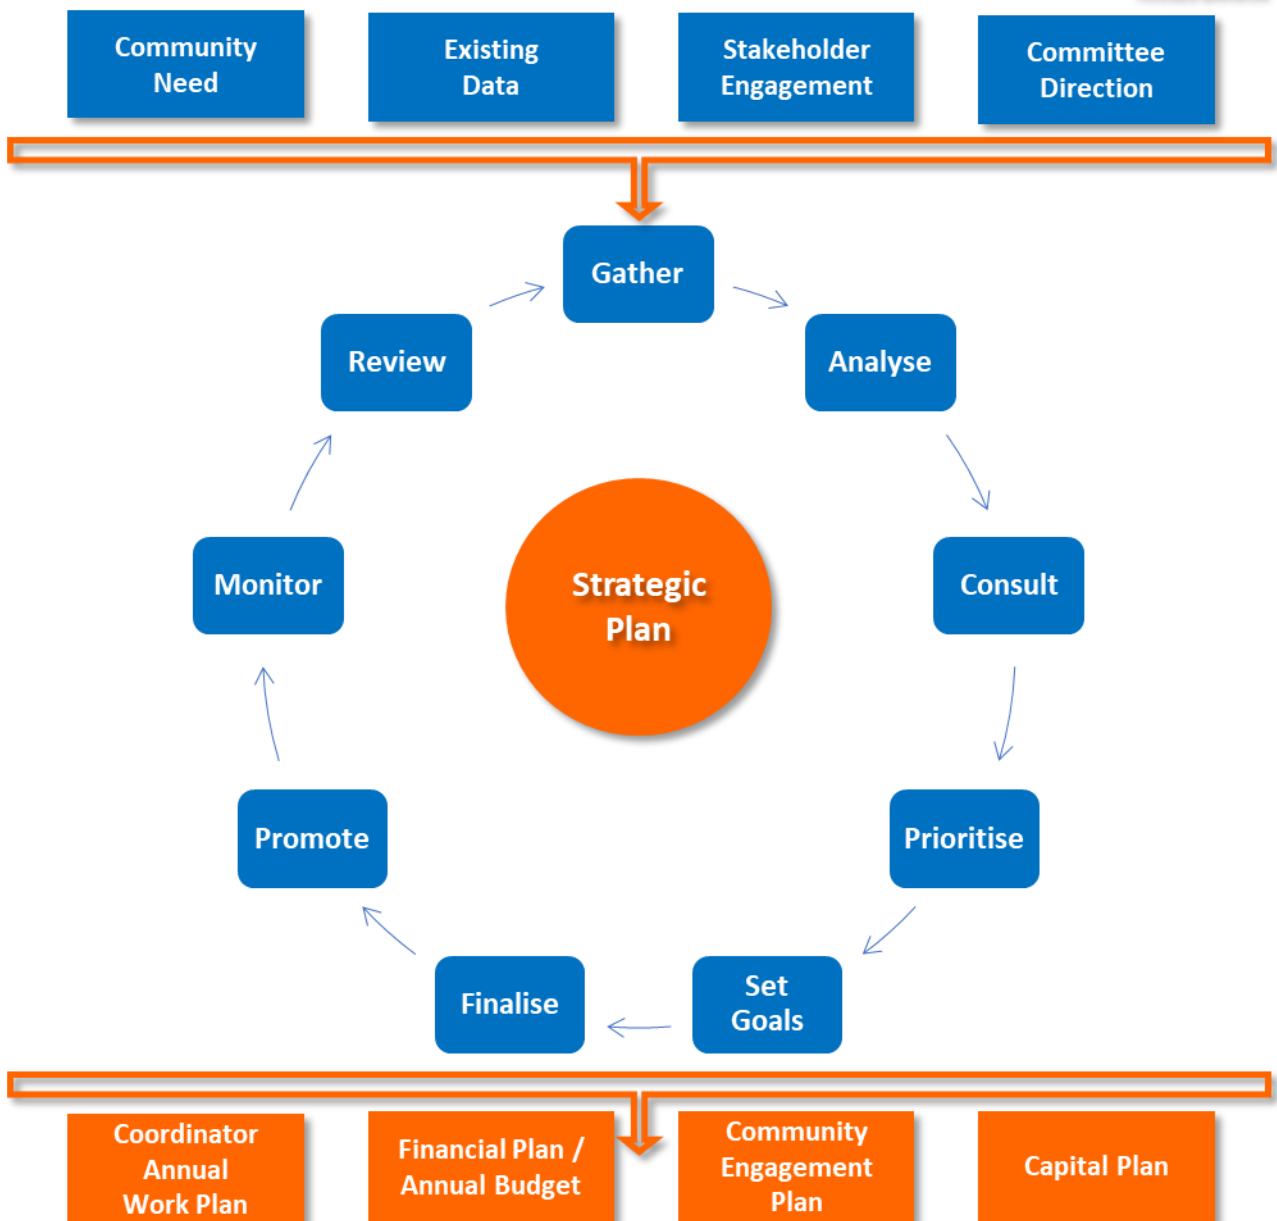 Community
Need
Existing
Data
Stakeholder
Engagement
Committee
Direction
Gather
Review
Analyse
Monitor
Strategic
Plan
Consult
Promote
Prioritise
Finalise
Set
Goals
Coordinator
Annual
Work Plan
Financial Plan /
Annual Budget
Community
Engagement
Plan
Capital Plan